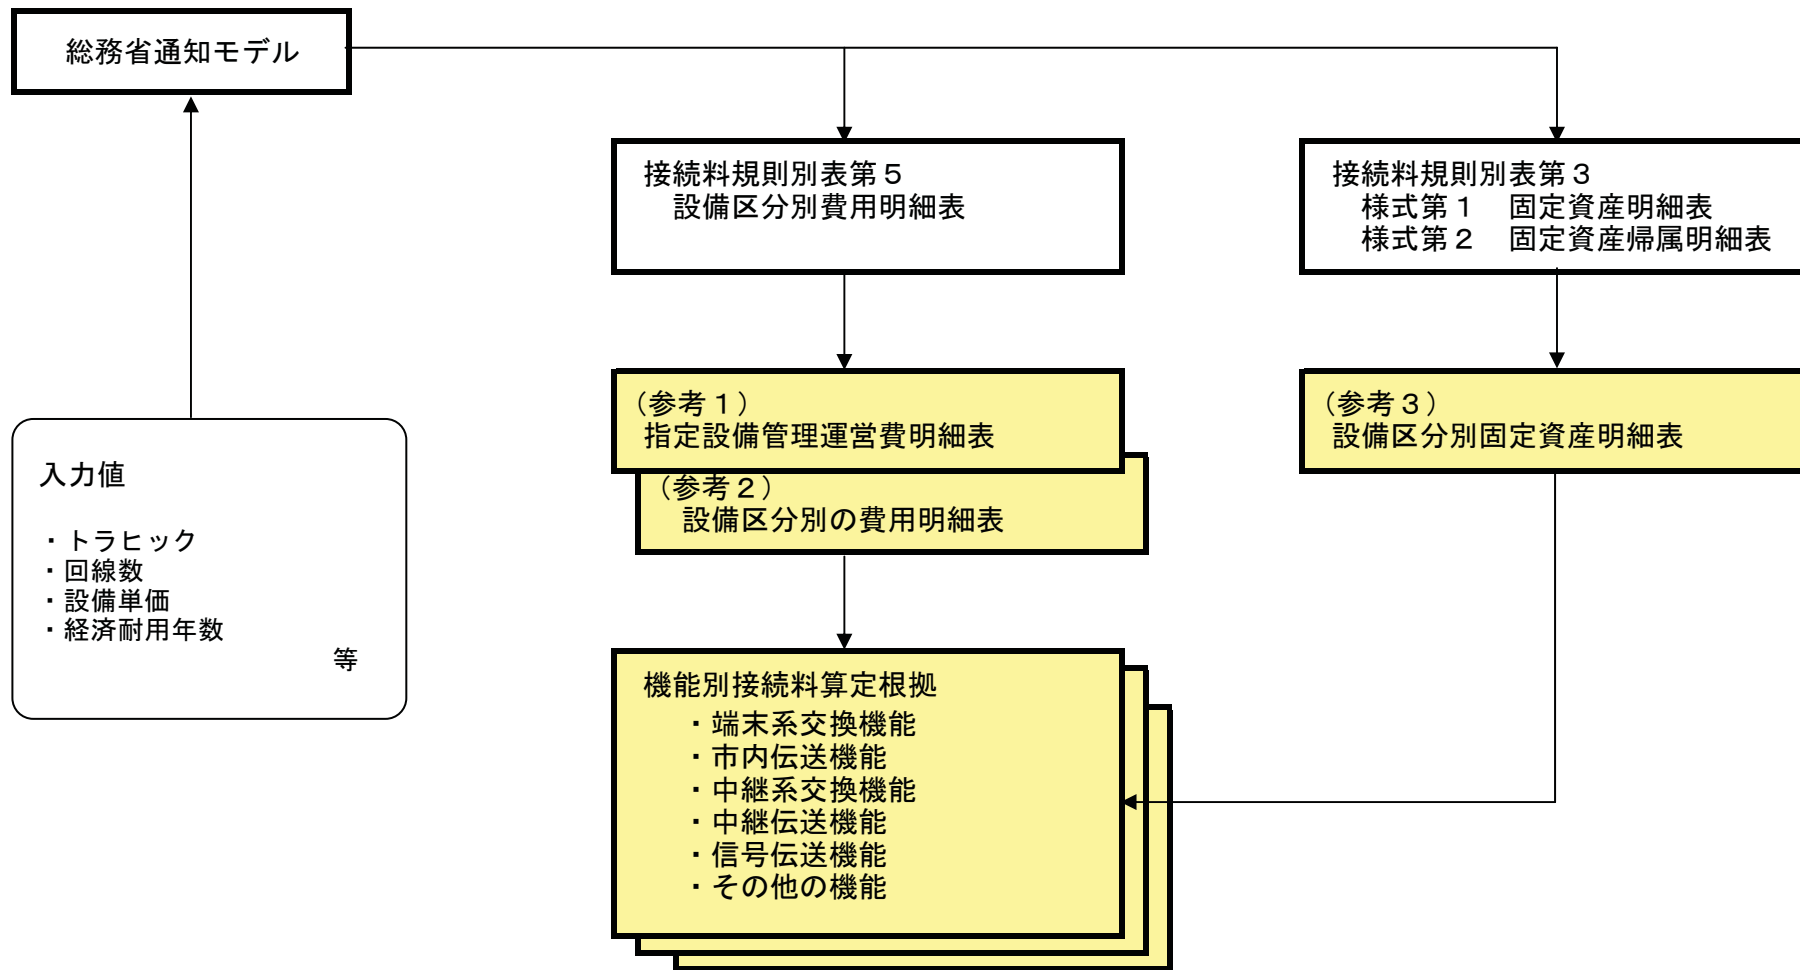 総務省通知モデル
接続料規則別表第５
設備区分別費用明細表
接続料規則別表第３
様式第１　固定資産明細表
様式第２　固定資産帰属明細表
（参考１）
指定設備管理運営費明細表
（参考２）
設備区分別の費用明細表
（参考３）
設備区分別固定資産明細表
入力値
・トラヒック
・回線数
・設備単価
・経済耐用年数
等
機能別接続料算定根拠
・端末系交換機能
・市内伝送機能
・中継系交換機能
・中継伝送機能
・信号伝送機能
・その他の機能